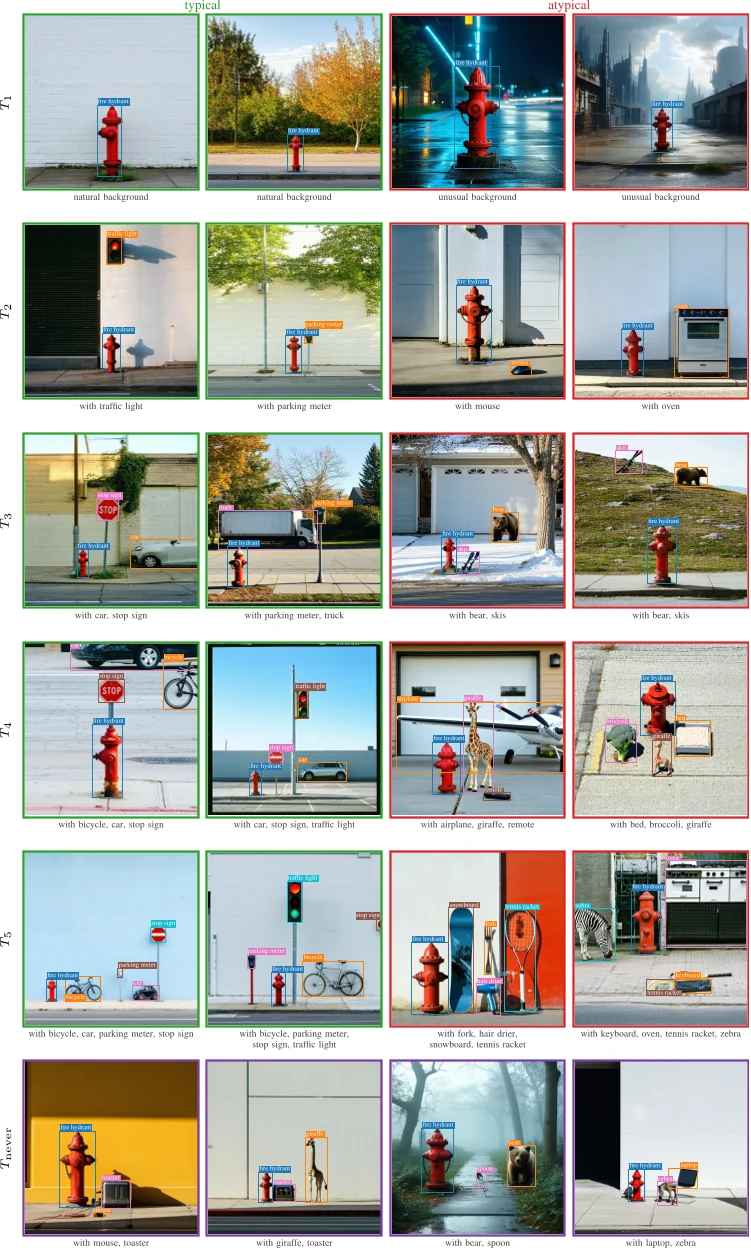 typical
atypical
T1
fire hydrant
fire hydrant
fire hydrant
fire hydrant
natural background
natural background
unusual background
unusual background
T2
traffic light
fire hydrant
parking meter
fire hydrant
fire hydrant
mouse
oven
fire hydrant
with traffic light
with parking meter
with mouse
with oven
T3
stop sign
STOP
car
fire hydrant
truck
parking meter
fire hydrant
bear
fire hydrant
skis
skis
bear
fire hydrant
with car, stop sign
with parking meter, truck
with bear, skis
with bear, skis
T4
car
bicycle
stop sign
STOP
fire hydrant
traffic light
stop sign
car
fire hydrant
airplane
giraffe
fire hydrant
remote
fire hydrant
broccoli
bed
giraffe
with bicycle, car, stop sign
with car, stop sign, traffic light
with airplane, giraffe, remote
with bed, broccoli, giraffe
T5
stop sign
parking meter
fire hydrant
car
bicycle
traffic light
stop sign
parking meter
bicycle
fire hydrant
snowboard
tennis racket
fork
fire hydrant
hair drier
oven
fire hydrant
zebra
keyboard
tennis racket
with bicycle, car, parking meter, stop sign
with bicycle, parking meter,
stop sign, traffic light
with fork, hair drier,
snowboard, tennis racket
with keyboard, oven, tennis racket, zebra
Tnever
fire hydrant
toaster
mouse
giraffe
fire hydrant
toaster
fire hydrant
spoon
bear
laptop
fire hydrant
zebra
with mouse, toaster
with giraffe, toaster
with bear, spoon
with laptop, zebra